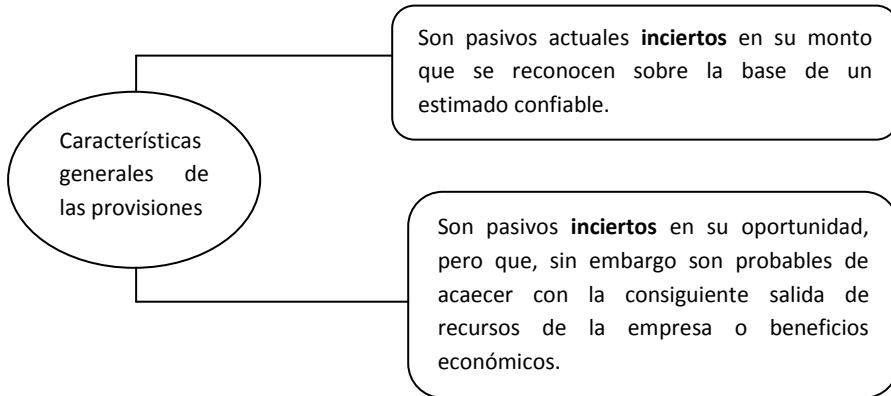 Son pasivos actuales inciertos en su monto
que se reconocen sobre la base de un
estimado confiable.
Característícas
generales de
las provisiones
Son pasivos inciertos en su oportunidad,
pero que, sin embargo son probables de
acaecer con la consiguiente salida de
recursos de la empresa o beneficios
económicos.